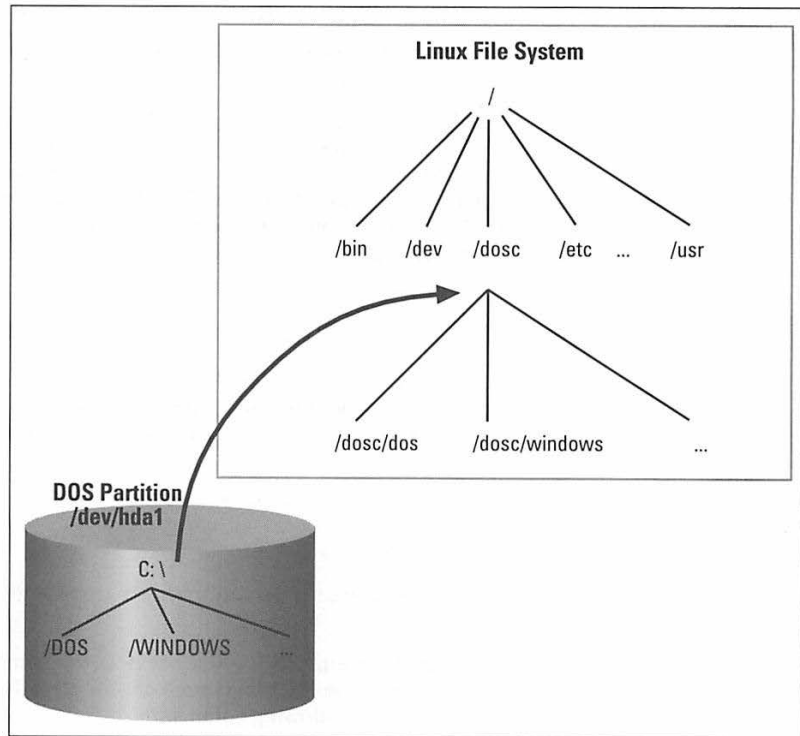 Linux File System
/
/bin /dev /dosc /etc ... /usr
/dosc/dos /dosc/windows ...
DOS Partition
/dev/hda1
C: \
/DOS /WINDOWS ...